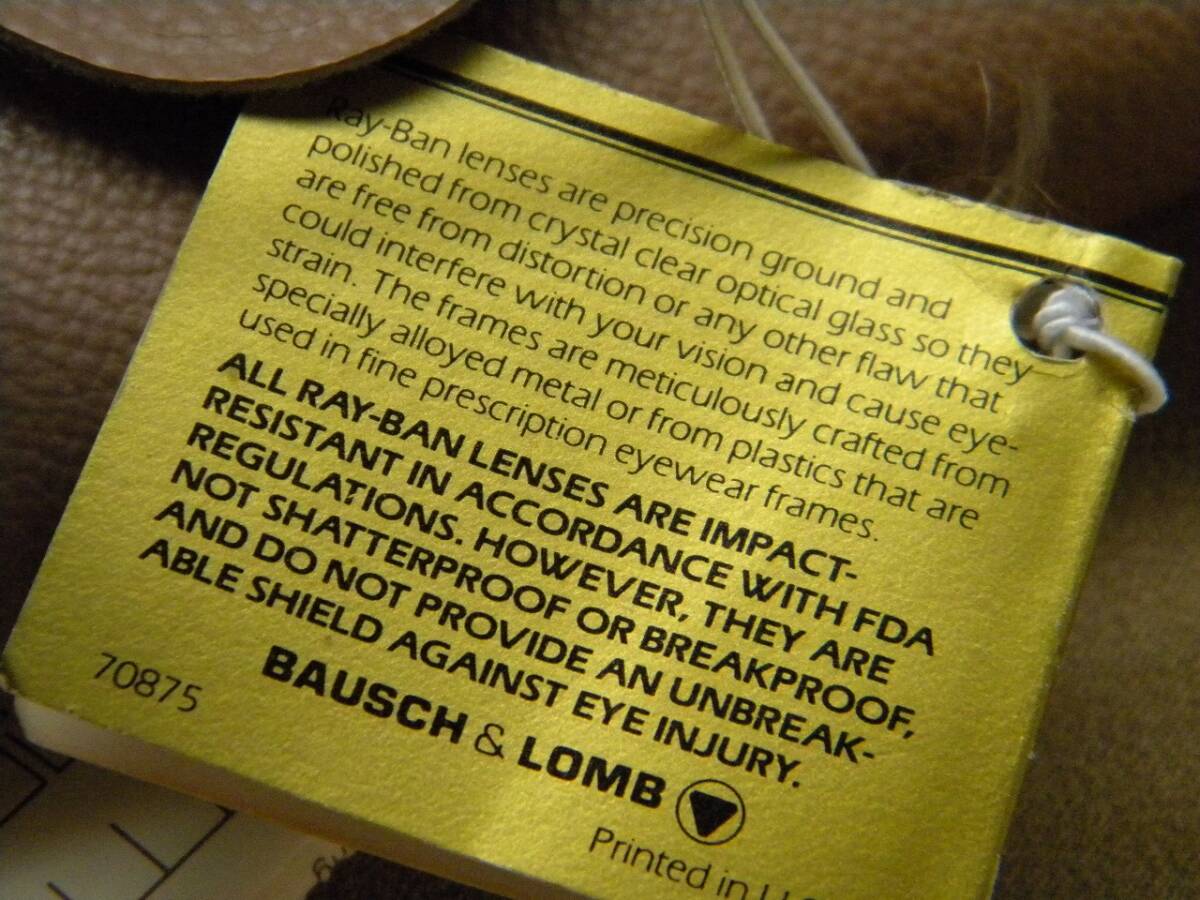 Ray-Ban lenses are precision ground and
polished from crystal clear optical glass so they
are free from distortion or any other flaw that
could interfere with your vision and cause eye-
strain. The frames are meticulously crafted from
specially alloyed metal or from plastics that are
used in fine prescription eyewear frames.
ALL RAY-BAN LENSES ARE IMPACT-
RESISTANT IN ACCORDANCE WITH FDA
REGULATIONS. HOWEVER, THEY ARE
NOT SHATTERPROOF OR BREAKPROOF,
AND DO NOT PROVIDE AN UNBREAK-
ABLE SHIELD AGAINST EYE INJURY.
BAUSCH & LOMB
70875
Printed in